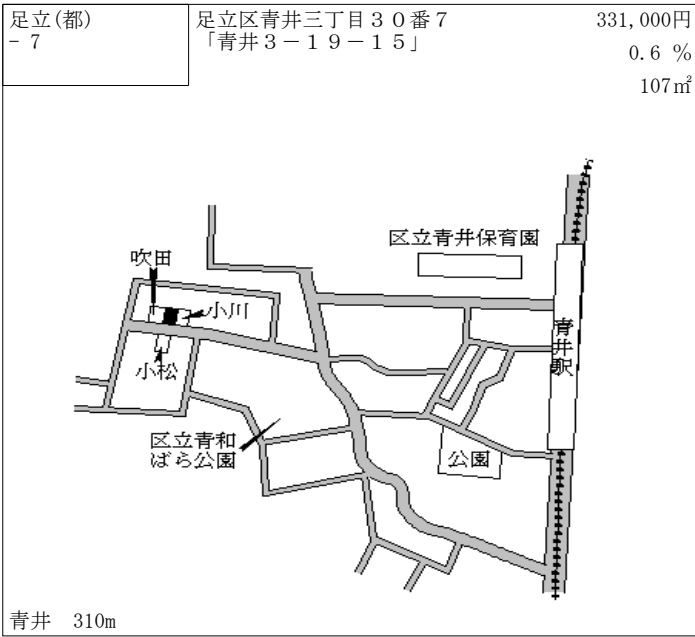 足立(都)
- 7
足立区青井三丁目３０番７
「青井３－１９－１５」
331,000円
0.6 %
107㎡
区立青井保育園
吹田
小川
青井駅
小松
区立青和
ばら公園
公園
青井 310m